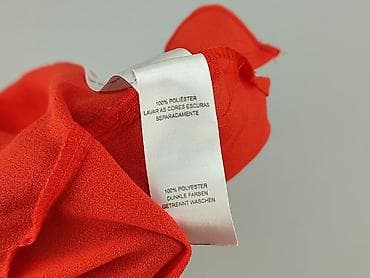 100% POLIÉSTER
LAVAR AS CORES ESCURAS
SEPARADAMENTE
100% POLYESTER
DUNKLE FARBEN
GETRENNT WASCHEN